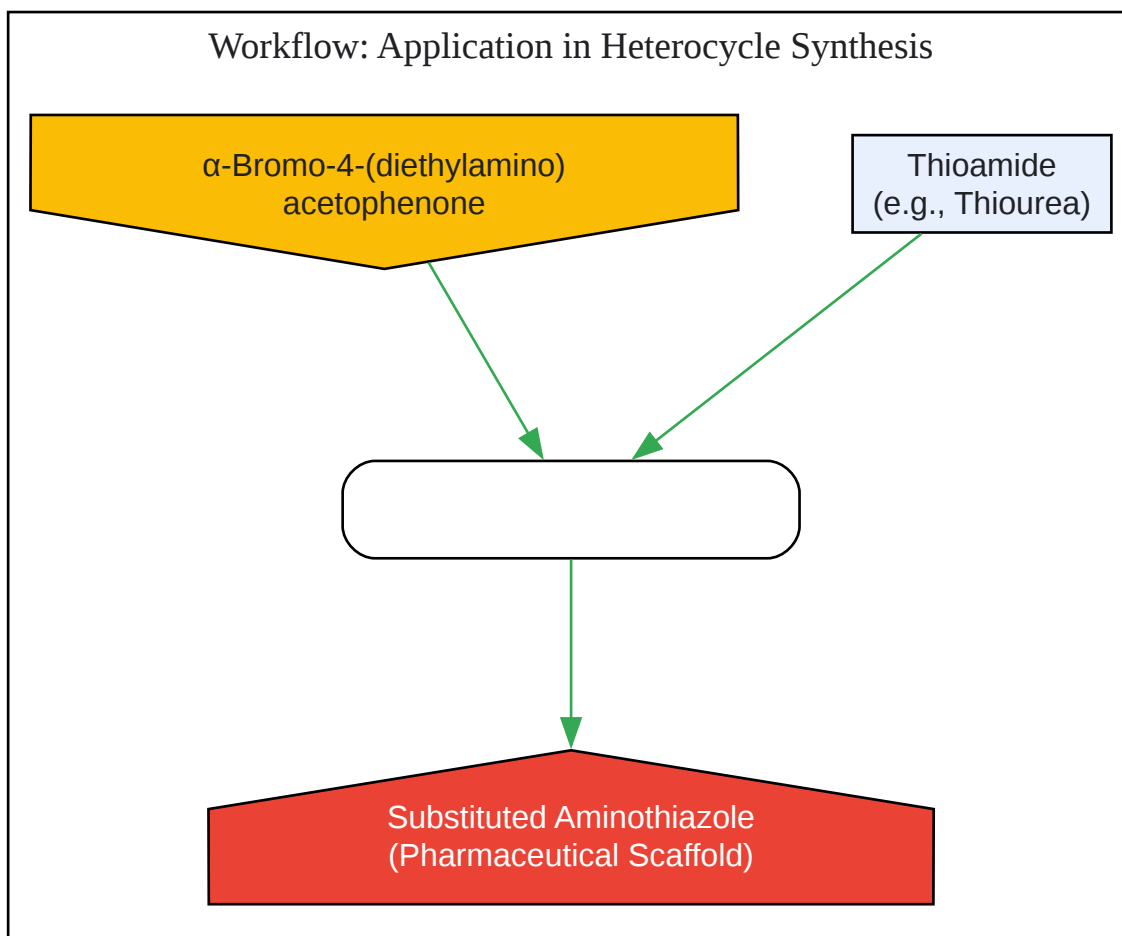 Workflow: Application in Heterocycle Synthesis
α-Bromo-4-(diethylamino)
acetophenone
Thioamide
(e.g., Thiourea)
Substituted Aminothiazole
(Pharmaceutical Scaffold)